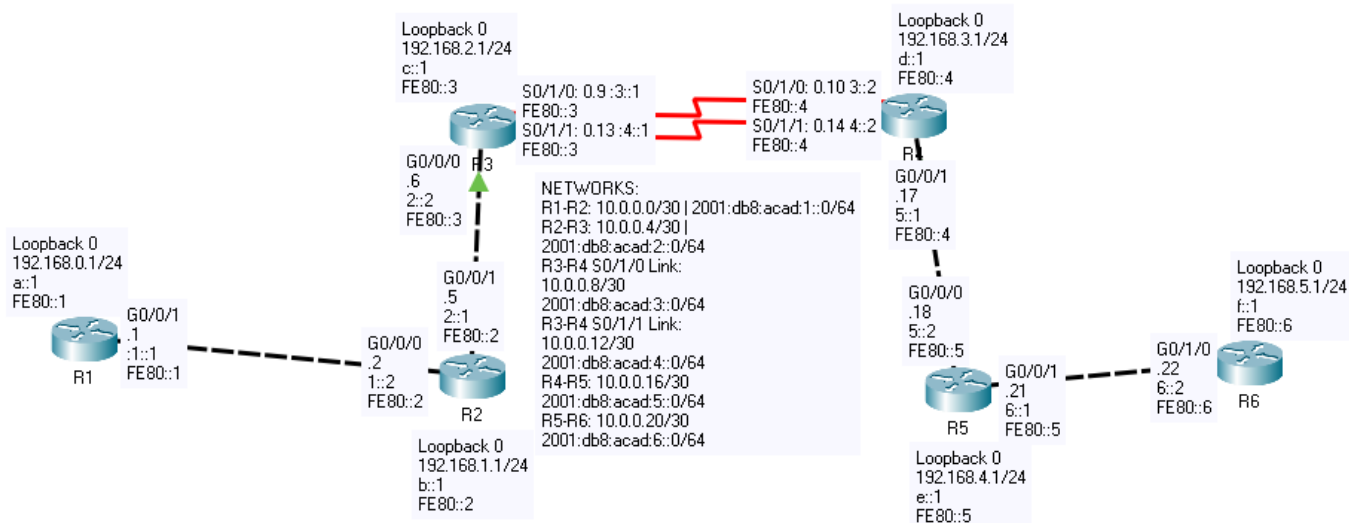 Loopback 0
192.168.2.1/24
c::1
FE80::3
S0/1/0: 0.9 :3::1
FE80::3
S0/1/1: 0.13 :4::1
FE80::3
R3
G0/0/0
.6
2::2
FE80::3
Loopback 0
192.168.3.1/24
d::1
FE80::4
S0/1/0: 0.10 3::2
FE80::4
S0/1/1: 0.14 4::2
FE80::4
G0/0/1
.17
5::1
FE80::4
NETWORKS:
R1-R2: 10.0.0.0/30 | 2001:db8:acad:1::0/64
R2-R3: 10.0.0.4/30 |
2001:db8:acad:2::0/64
R3-R4 S0/1/0 Link:
10.0.0.8/30
2001:db8:acad:3::0/64
R3-R4 S0/1/1 Link:
10.0.0.12/30
2001:db8:acad:4::0/64
R4-R5: 10.0.0.16/30
2001:db8:acad:5::0/64
R5-R6: 10.0.0.20/30
2001:db8:acad:6::0/64
Loopback 0
192.168.0.1/24
a::1
FE80::1
G0/0/1
.1
:1::1
FE80::1
R1
G0/0/1
.5
2::1
FE80::2
G0/0/0
.2
1::2
FE80::2
R2
Loopback 0
192.168.1.1/24
b::1
FE80::2
G0/0/0
.18
5::2
FE80::5
R5
G0/0/1
.21
6::1
FE80::5
Loopback 0
192.168.4.1/24
e::1
FE80::5
Loopback 0
192.168.5.1/24
f::1
FE80::6
G0/1/0
.22
6::2
FE80::6
R6